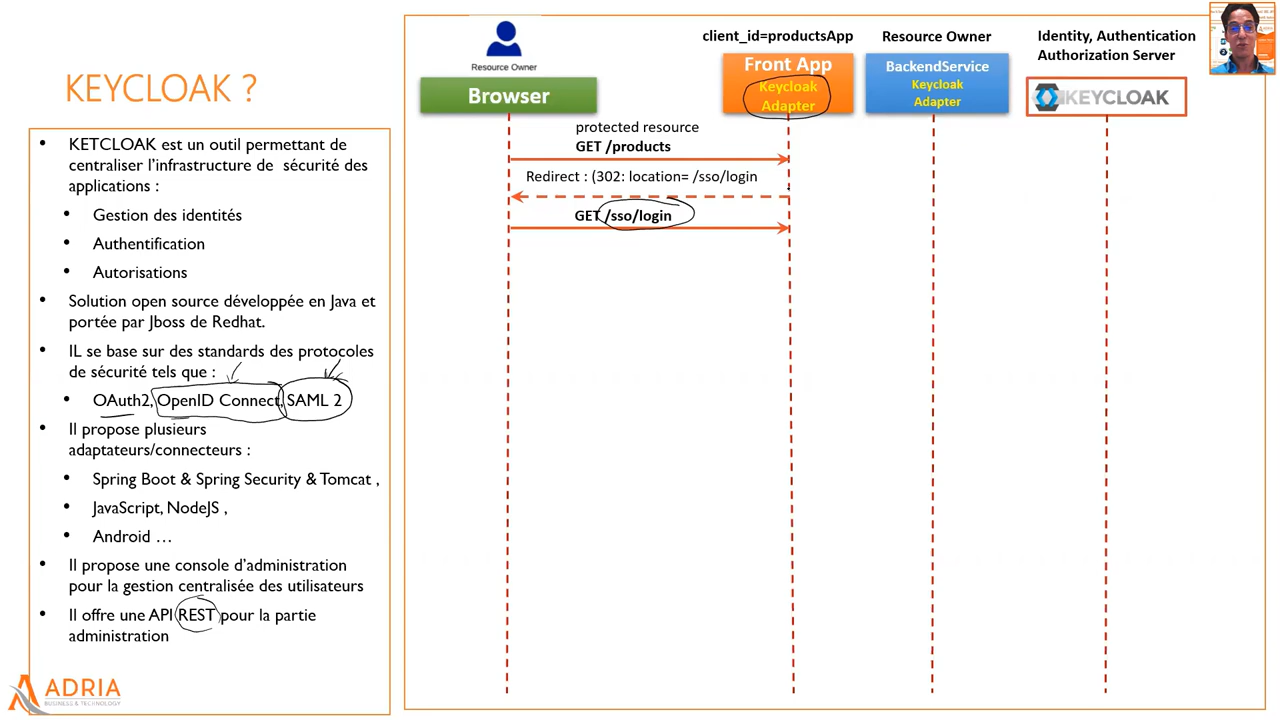 KEYCLOAK ?
• KETCLOAK est un outil permettant de
centraliser l'infrastructure de sécurité des
applications :
• Gestion des identités
• Authentification
• Autorisations
• Solution open source développée en Java et
portée par Jboss de Redhat.
• IL se base sur des standards des protocoles
de sécurité tels que :
• OAuth2, OpenID Connect, SAML 2
• Il propose plusieurs
adaptateurs/connecteurs :
• Spring Boot & Spring Security & Tomcat ,
• JavaScript, NodeJS ,
• Android …
• Il propose une console d'administration
pour la gestion centralisée des utilisateurs
• Il offre une API REST pour la partie
administration
ADRIA
BUSINESS & TECHNOLOGY
Resource Owner
Browser
client_id=productsApp
Front App
Keycloak
Adapter
Resource Owner
BackendService
Keycloak
Adapter
Identity, Authentication
Authorization Server
KEYCLOAK
protected resource
GET /products
Redirect : (302: location= /sso/login
GET /sso/login